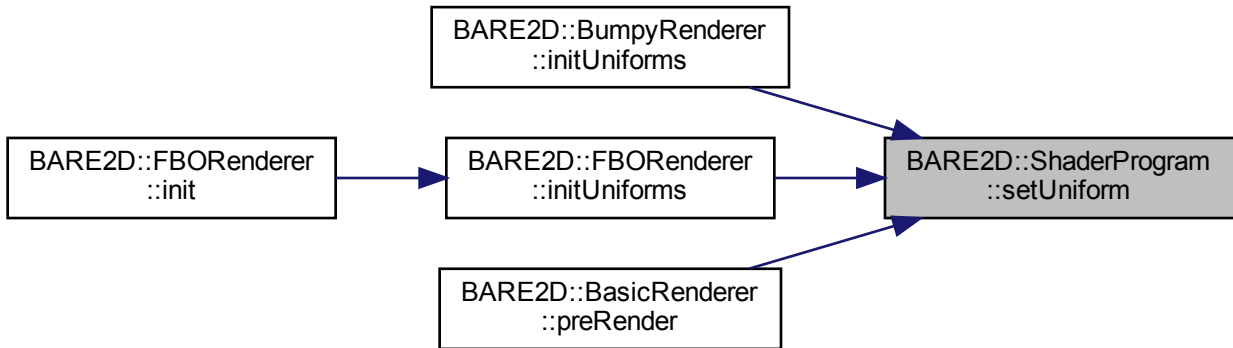 BARE2D::BumpyRenderer
::initUniforms
BARE2D::FBORenderer
::init
BARE2D::FBORenderer
::initUniforms
BARE2D::ShaderProgram
::setUniform
BARE2D::BasicRenderer
::preRender